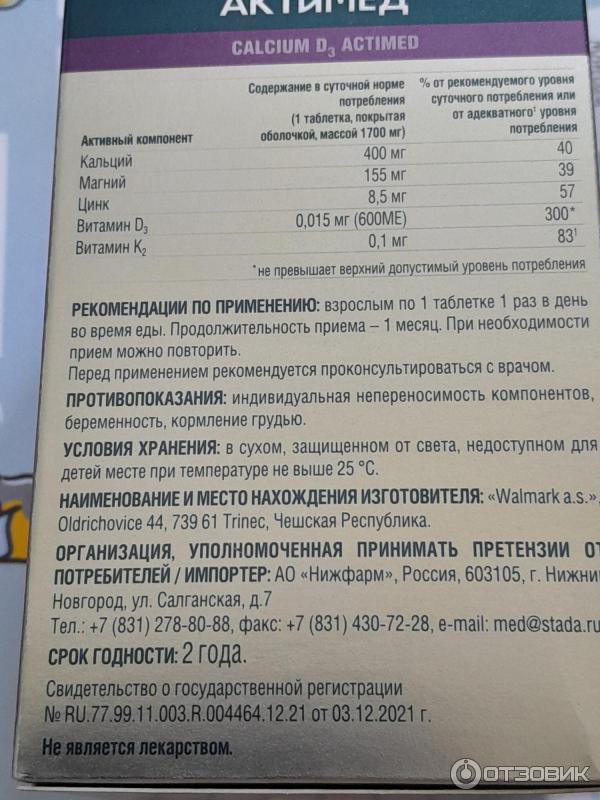 АКТИМЕД
CALCIUM D3 ACTIMED
Активный компонент
Содержание в суточной норме
потребления
(1 таблетка, покрытая
оболочкой, массой 1700 мг)
% от рекомендуемого уровня
суточного потребления или
от адекватного¹ уровня
потребления
Кальций 400 мг 40
Магний 155 мг 39
Цинк 8,5 мг 57
Витамин D3 0,015 мг (600МЕ) 300*
Витамин K2 0,1 мг 83¹
*не превышает верхний допустимый уровень потребления
РЕКОМЕНДАЦИИ ПО ПРИМЕНЕНИЮ: взрослым по 1 таблетке 1 раз в день
во время еды. Продолжительность приема – 1 месяц. При необходимости
прием можно повторить.
Перед применением рекомендуется проконсультироваться с врачом.
ПРОТИВОПОКАЗАНИЯ: индивидуальная непереносимость компонентов,
беременность, кормление грудью.
УСЛОВИЯ ХРАНЕНИЯ: в сухом, защищенном от света, недоступном для
детей месте при температуре не выше 25 °С.
НАИМЕНОВАНИЕ И МЕСТО НАХОЖДЕНИЯ ИЗГОТОВИТЕЛЯ: «Walmark a.s.»,
Oldrichovice 44, 739 61 Trinec, Чешская Республика.
ОРГАНИЗАЦИЯ, УПОЛНОМОЧЕННАЯ ПРИНИМАТЬ ПРЕТЕНЗИИ ОТ
ПОТРЕБИТЕЛЕЙ / ИМПОРТЕР: АО «Нижфарм», Россия, 603105, г. Нижни
Новгород, ул. Салганская, д.7
Тел.: +7 (831) 278-80-88, факс: +7 (831) 430-72-28, e-mail: med@stada.ru
СРОК ГОДНОСТИ: 2 года.
Свидетельство о государственной регистрации
№ RU.77.99.11.003.R.004464.12.21 от 03.12.2021 г.
Не является лекарством.
ОТЗОВИК